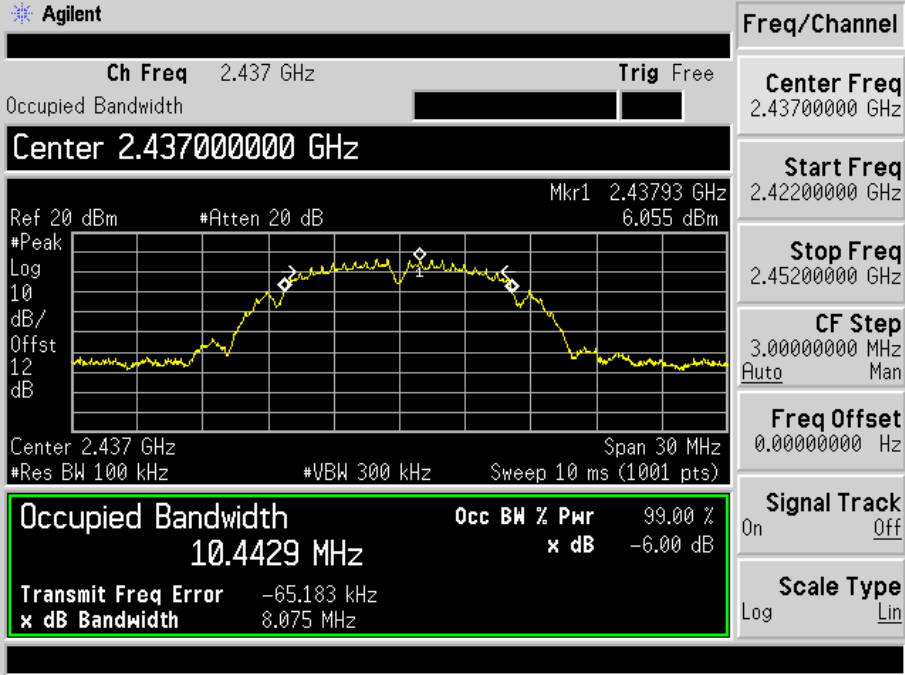 Agilent
Freq/Channel
Ch Freq 2.437 GHz Trig Free
Occupied Bandwidth
Center 2.437000000 GHz
Mkr1 2.43793 GHz
Ref 20 dBm #Atten 20 dB 6.055 dBm
#Peak
Log
10
dB/
Offst
12
dB
1
Center 2.437 GHz Span 30 MHz
#Res BW 100 kHz #VBW 300 kHz Sweep 10 ms (1001 pts)
Occupied Bandwidth
10.4429 MHz
Occ BW % Pwr 99.00 %
x dB -6.00 dB
Transmit Freq Error -65.183 kHz
x dB Bandwidth 8.075 MHz
Center Freq
2.43700000 GHz
Start Freq
2.42200000 GHz
Stop Freq
2.45200000 GHz
CF Step
3.00000000 MHz
Auto Man
Freq Offset
0.00000000 Hz
Signal Track
On Off
Scale Type
Log Lin